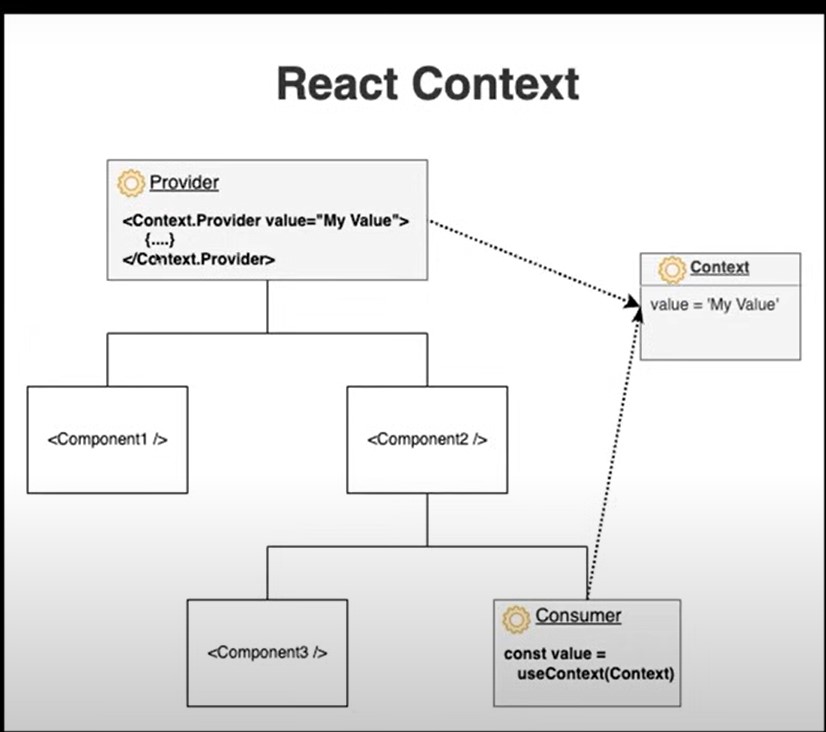 React Context
Provider
<Context.Provider value="My Value">
{....}
</Context.Provider>
Context
value = 'My Value'
<Component1 />
<Component2 />
<Component3 />
Consumer
const value =
useContext(Context)